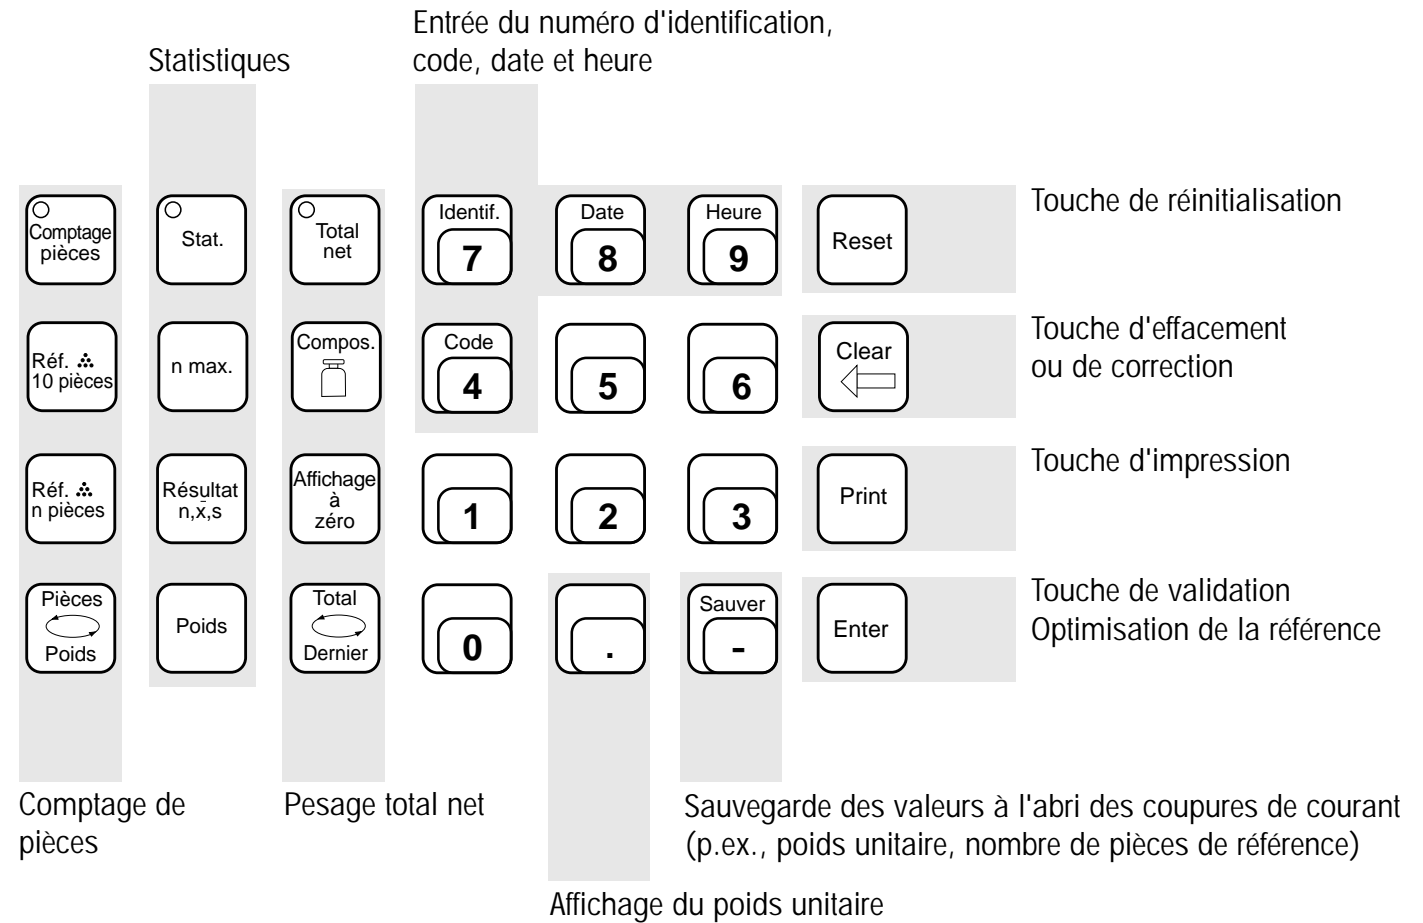 Entrée du numéro d'identification,
code, date et heure
Statistiques
Comptage
pièces
Stat.
Total
net
Identif.
7
Date
8
Heure
9
Reset
Touche de réinitialisation
Réf.
10 pièces
n max.
Compos.
Code
4
5
6
Clear
Touche d'effacement
ou de correction
Réf.
n pièces
Résultat
n,x̄,s
Affichage
à
zéro
1
2
3
Print
Touche d'impression
Pièces
Poids
Poids
Total
Dernier
0
.
Sauver
-
Enter
Touche de validation
Optimisation de la référence
Comptage de
pièces
Pesage total net
Sauvegarde des valeurs à l'abri des coupures de courant
(p.ex., poids unitaire, nombre de pièces de référence)
Affichage du poids unitaire